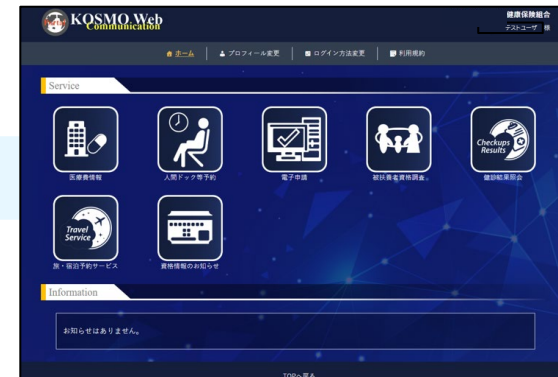 KOSMO.Web
Communication
健康保険組合
テストユーザ 様
ホーム
プロフィール変更
ログイン方法変更
利用規約
Service
医療費情報
人間ドック等予約
電子申請
被扶養者資格調査。
Checkups
Results
健診結果照会
Travel
Service
旅・宿泊予約サービス
資格情報のお知らせ
Information
お知らせはありません。
TOPへ戻る